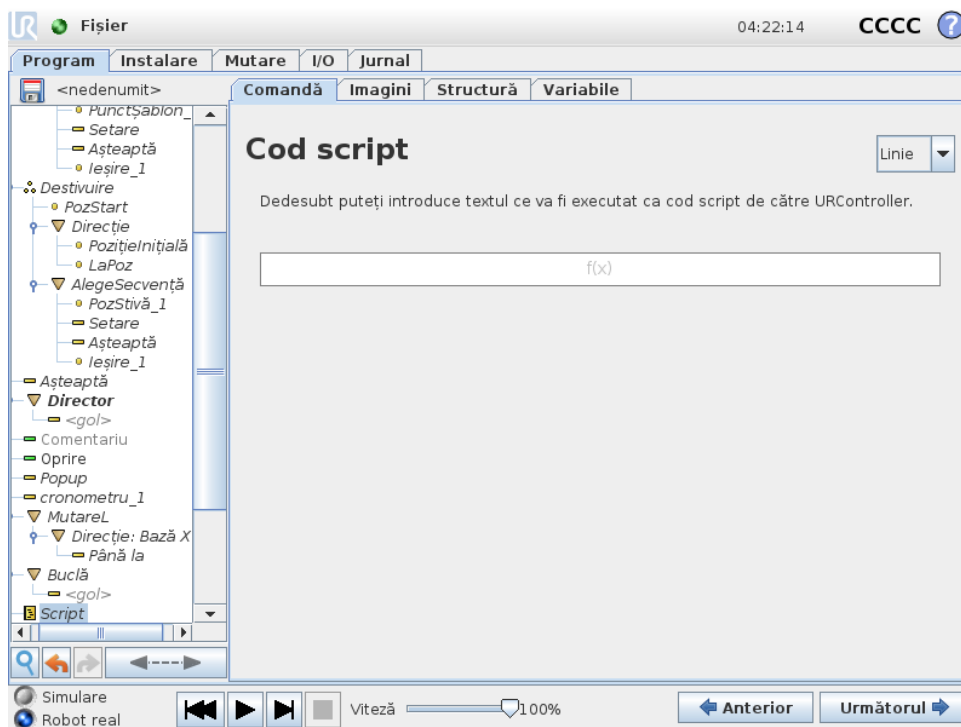 UR Fișier 04:22:14 CCCC ?
Program Instalare Mutare I/O Jurnal
<nedenumit>
Comandă Imagini Structură Variabile
PunctȘablon_
Setare
Așteaptă
Ieșire_1
Destivuire
PozStart
Direcție
PozițieInițială
LaPoz
AlegeSecvență
PozStivă_1
Setare
Așteaptă
Ieșire_1
Așteaptă
Director
<gol>
Comentariu
Oprire
Popup
cronometru_1
MutareL
Direcție: Bază X
Până la
Buclă
<gol>
Script
Cod script
Linie
Dedesubt puteți introduce textul ce va fi executat ca cod script de către URController.
f(x)
Simulare
Robot real
Viteză 100%
Anterior Următorul